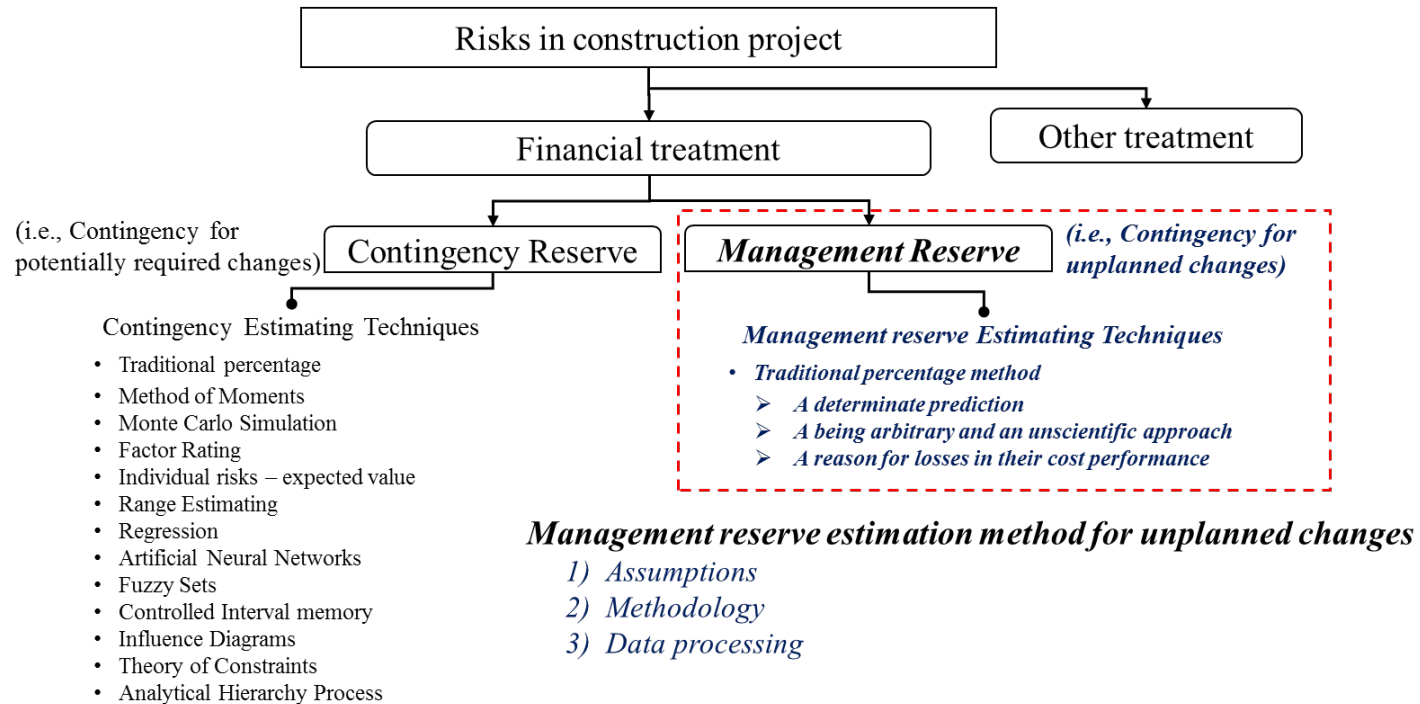 Risks in construction project
Financial treatment
Other treatment
(i.e., Contingency for
potentially required changes)
Contingency Reserve
Management Reserve
(i.e., Contingency for
unplanned changes)
Contingency Estimating Techniques
• Traditional percentage
• Method of Moments
• Monte Carlo Simulation
• Factor Rating
• Individual risks – expected value
• Range Estimating
• Regression
• Artificial Neural Networks
• Fuzzy Sets
• Controlled Interval memory
• Influence Diagrams
• Theory of Constraints
• Analytical Hierarchy Process
Management reserve Estimating Techniques
• Traditional percentage method
➢ A determinate prediction
➢ A being arbitrary and an unscientific approach
➢ A reason for losses in their cost performance
Management reserve estimation method for unplanned changes
1) Assumptions
2) Methodology
3) Data processing